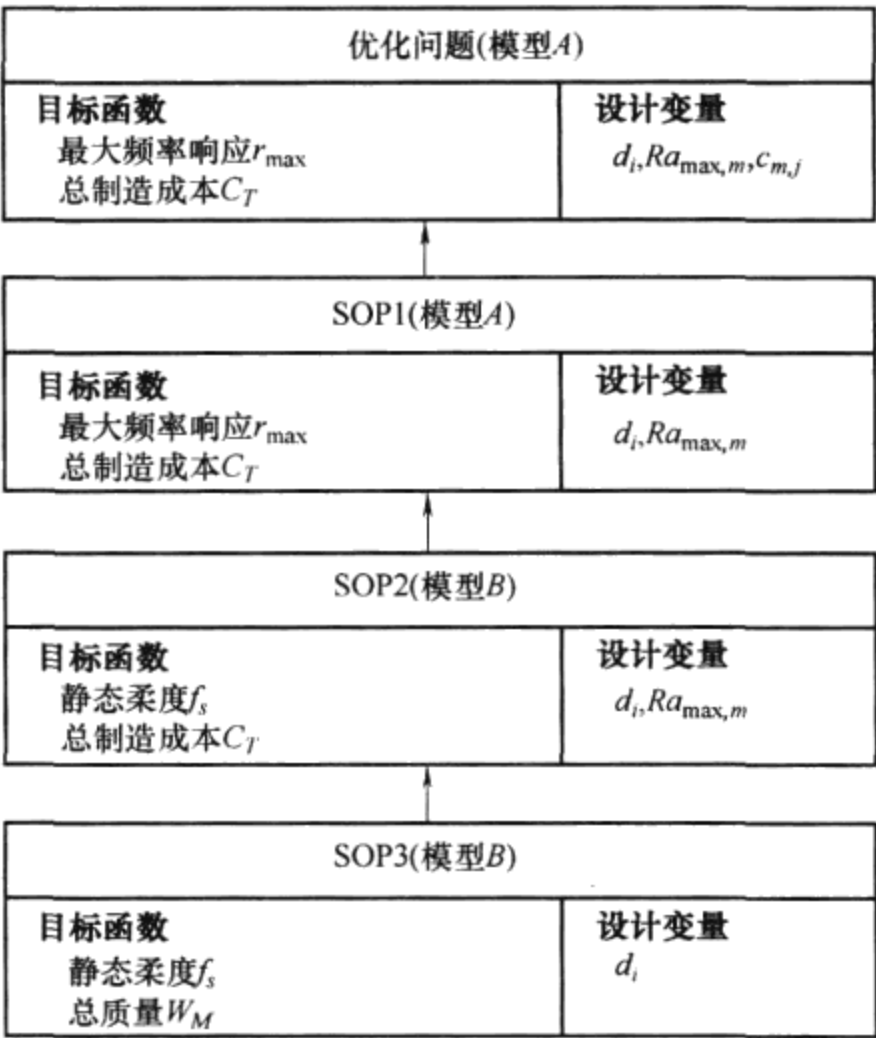 优化问题(模型A)
目标函数
最大频率响应r_max
总制造成本C_T
设计变量
d_i,Ra_max,m,c_m,j
SOP1(模型A)
目标函数
最大频率响应r_max
总制造成本C_T
设计变量
d_i,Ra_max,m
SOP2(模型B)
目标函数
静态柔度f_s
总制造成本C_T
设计变量
d_i,Ra_max,m
SOP3(模型B)
目标函数
静态柔度f_s
总质量W_M
设计变量
d_i